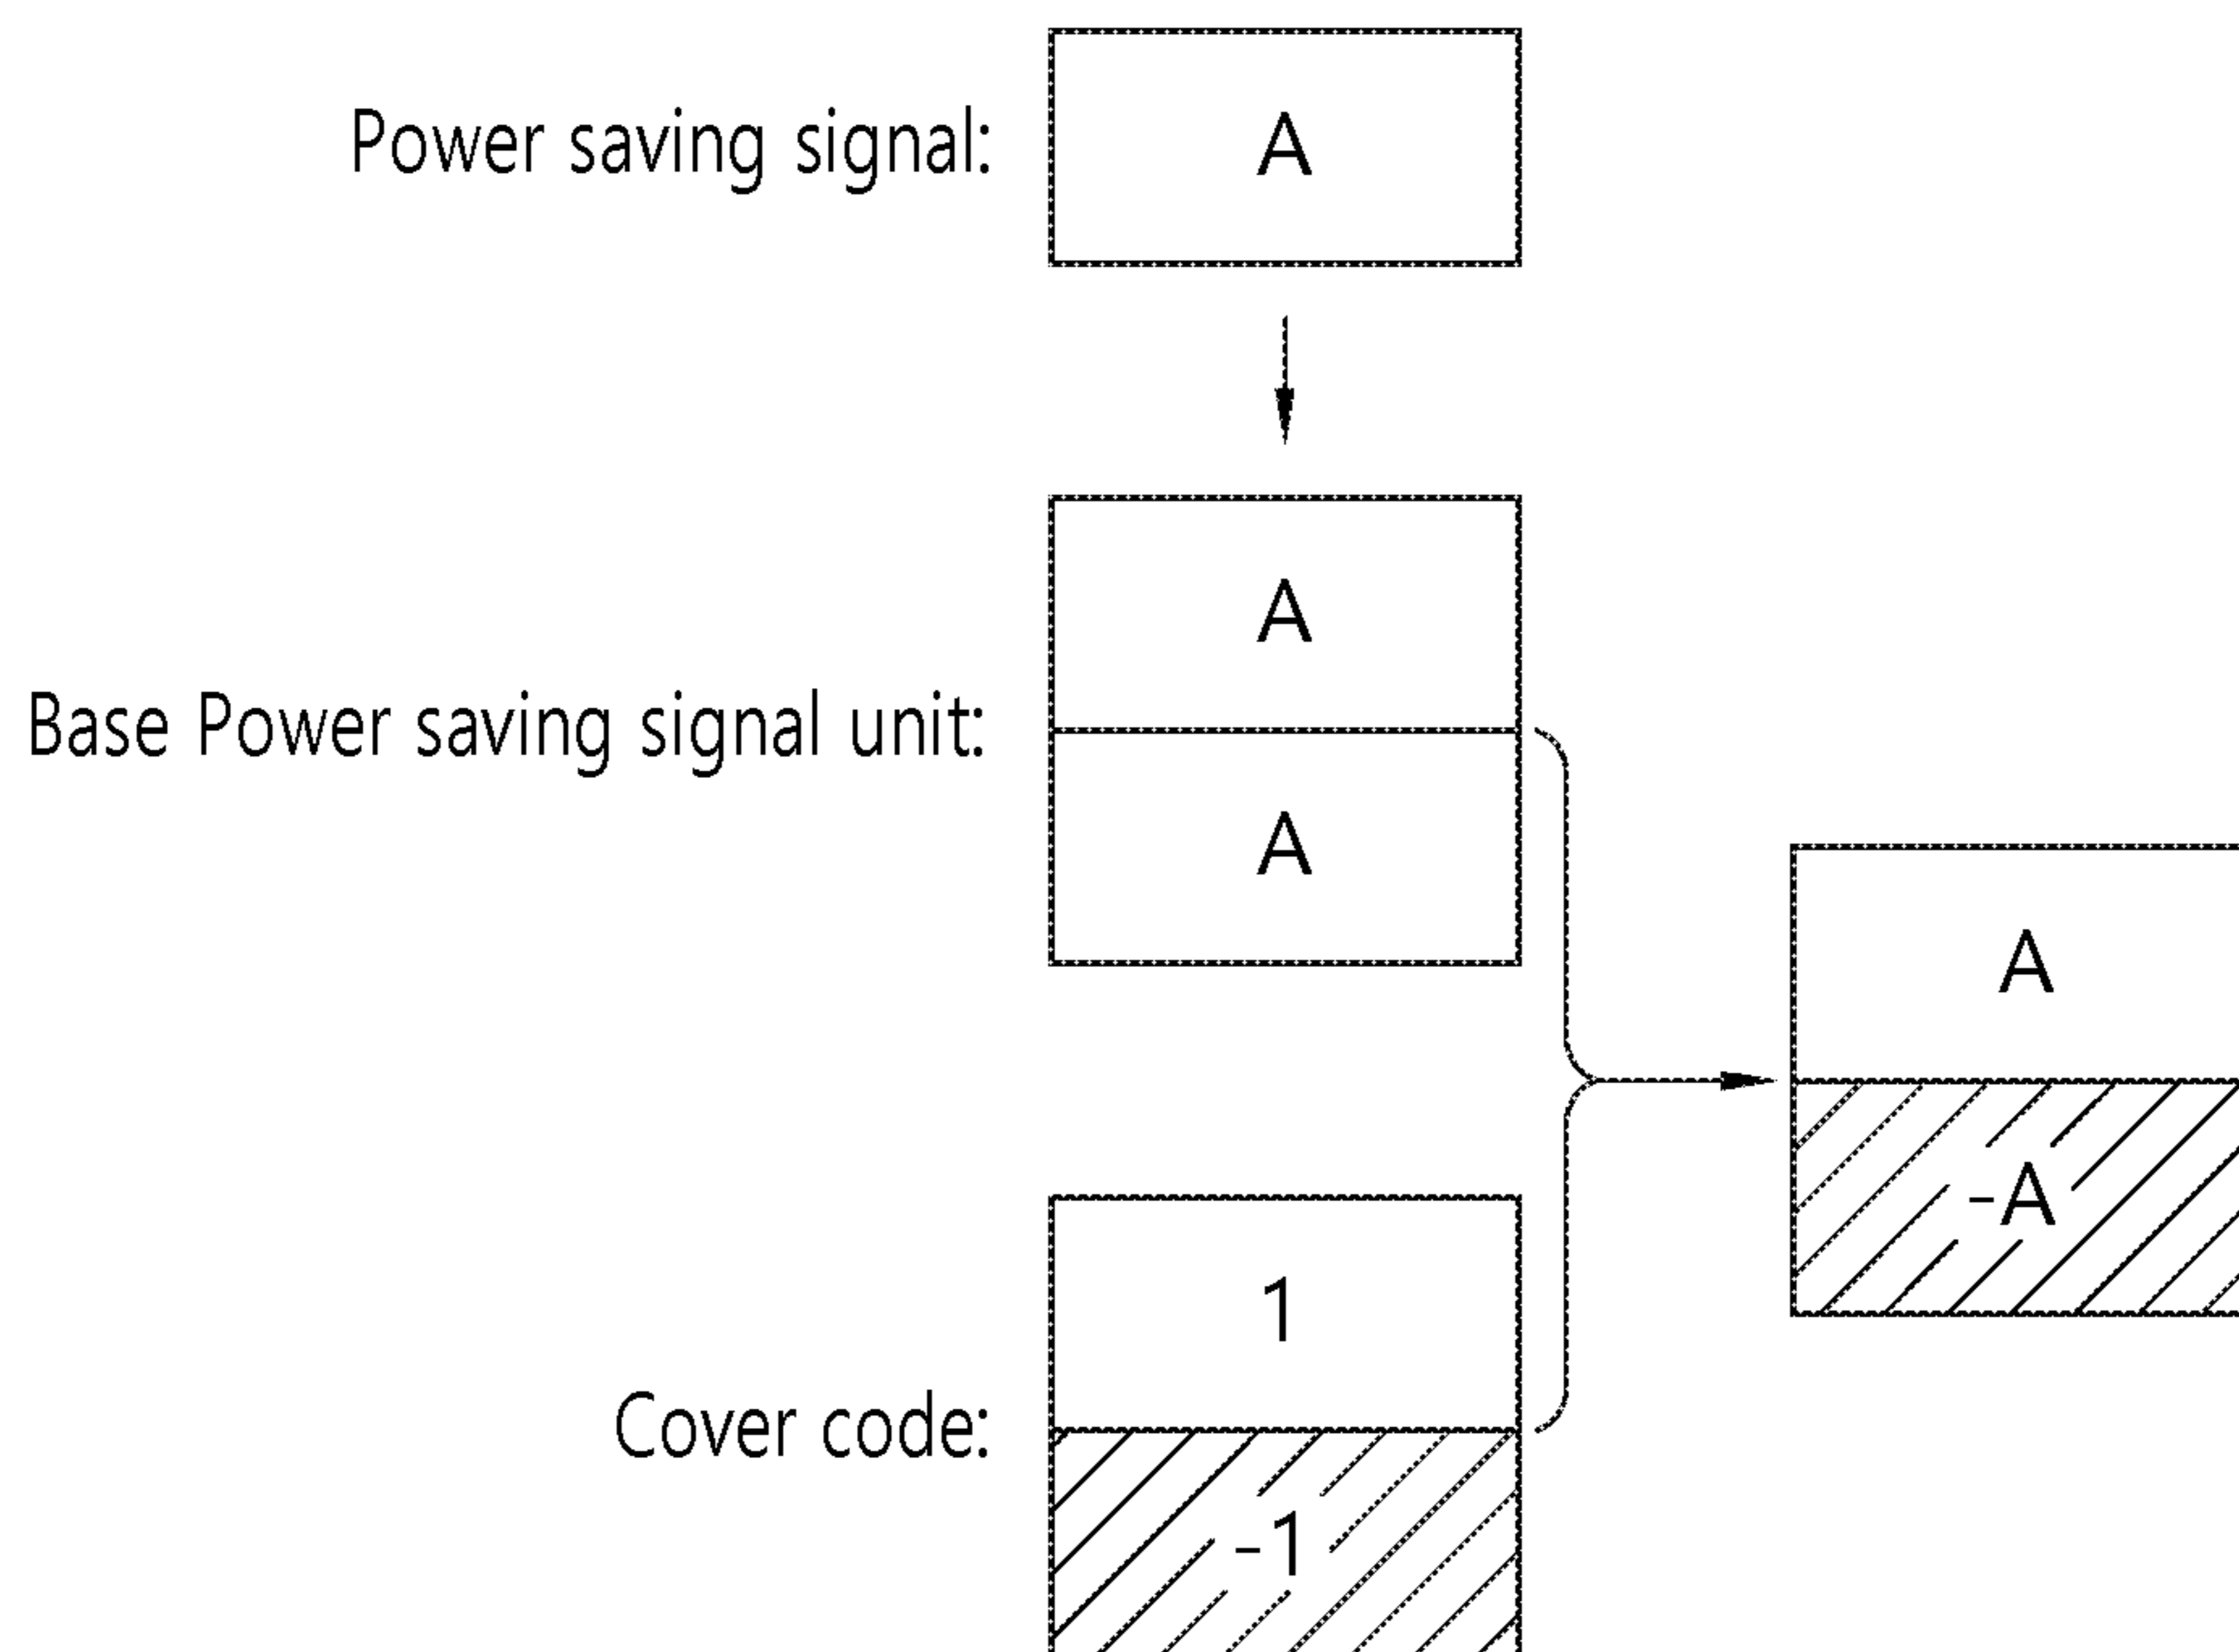 Power saving signal:
A
A
Base Power saving signal unit:
A
A
-A
1
Cover code:
-1